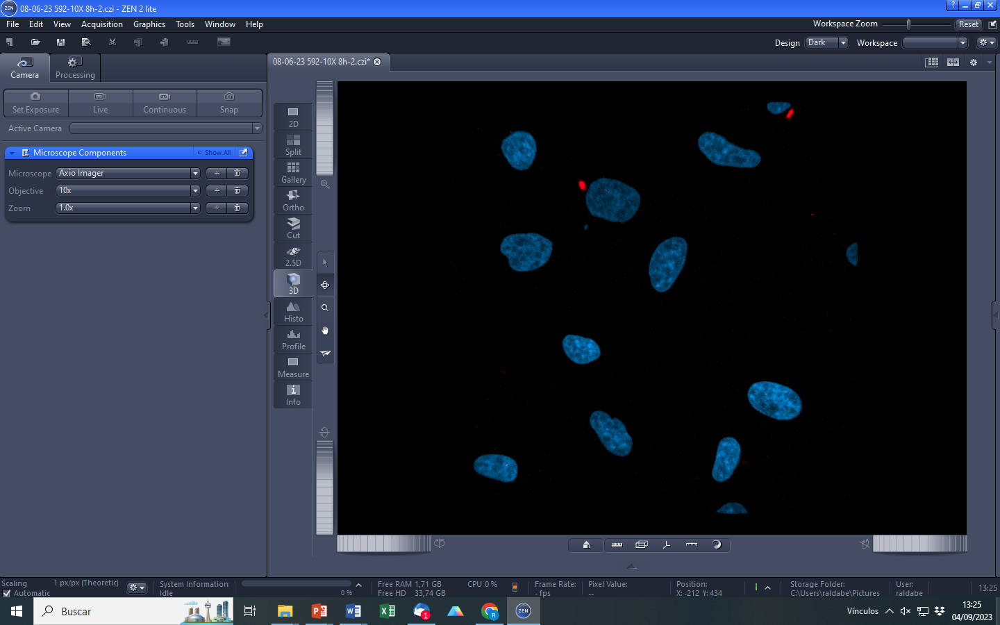 ZEN 08-06-23 592-10X 8h-2.czi - ZEN 2 lite
File Edit View Acquisition Graphics Tools Window Help
Workspace Zoom Reset
Design Dark Workspace
Camera Processing
08-06-23 592-10X 8h-2.czi*
Set Exposure Live Continuous Snap
Active Camera
Microscope Components Show All
Microscope Axio Imager
Objective 10x
Zoom 1.0x
2D
Split
Gallery
Ortho
Cut
2.5D
3D
Histo
Profile
Measure
Info
Scaling 1 px/px (Theoretic)
Automatic
System Information:
Idle
0 %
Free RAM 1,71 GB
Free HD 33,74 GB
CPU 0 %
Frame Rate:
- fps
Pixel Value:
--
Position:
X: -212 Y: 434
Storage Folder:
C:\Users\raldabe\Pictures
User:
raldabe
13:25
Buscar
1
ZEN
Vínculos
13:25
04/09/2023